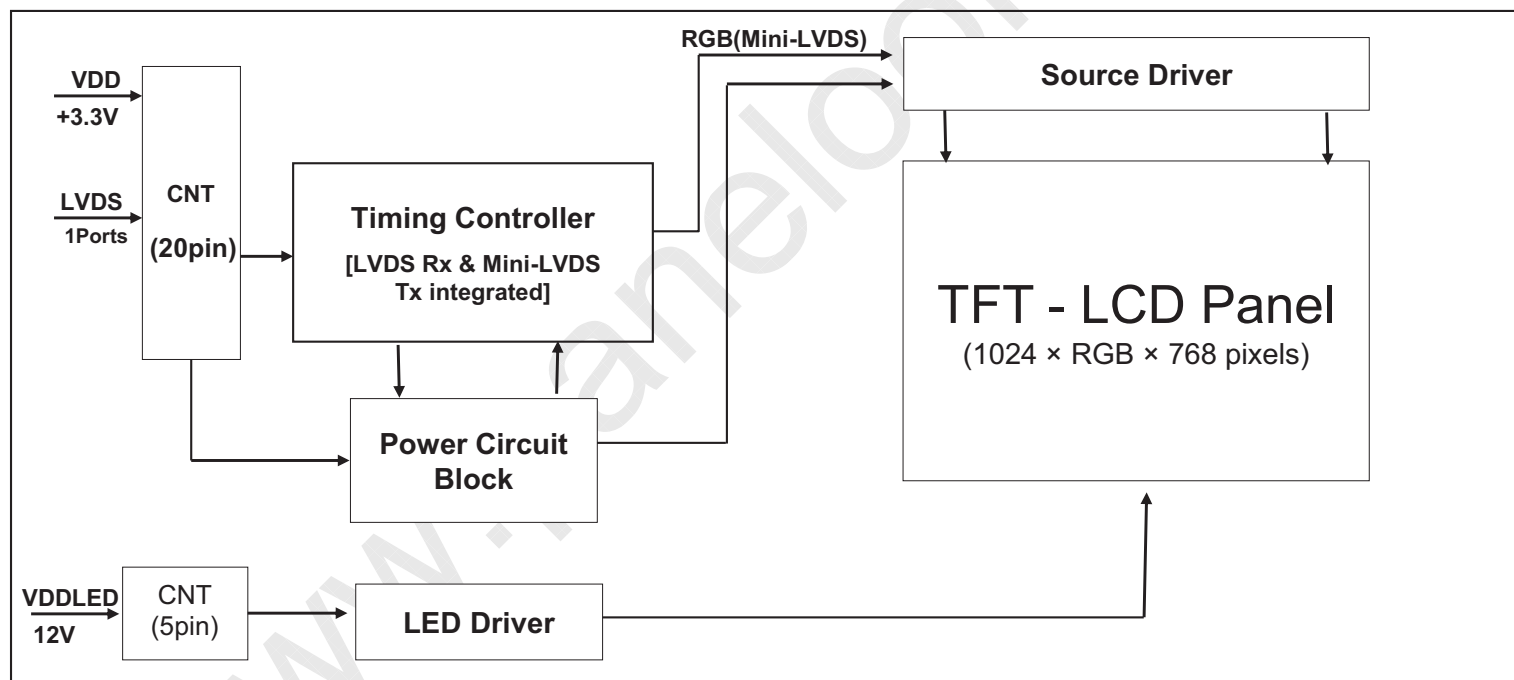 VDD
+3.3V
LVDS
1Ports
CNT
(20pin)
Timing Controller
[LVDS Rx & Mini-LVDS
Tx integrated]
Power Circuit
Block
RGB(Mini-LVDS)
Source Driver
TFT - LCD Panel
(1024 × RGB × 768 pixels)
VDDLED
12V
CNT
(5pin)
LED Driver